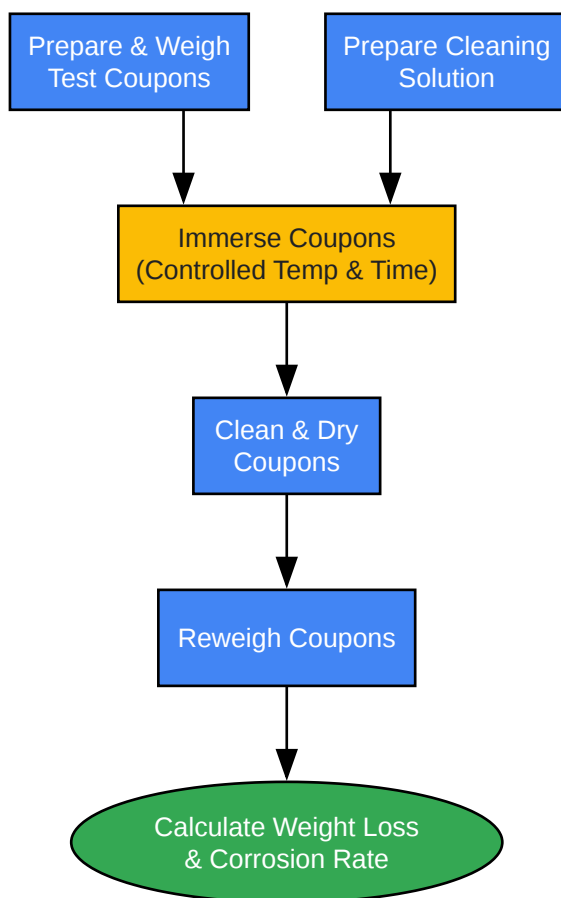 Prepare & Weigh
Test Coupons
Prepare Cleaning
Solution
Immerse Coupons
(Controlled Temp & Time)
Clean & Dry
Coupons
Reweigh Coupons
Calculate Weight Loss
& Corrosion Rate